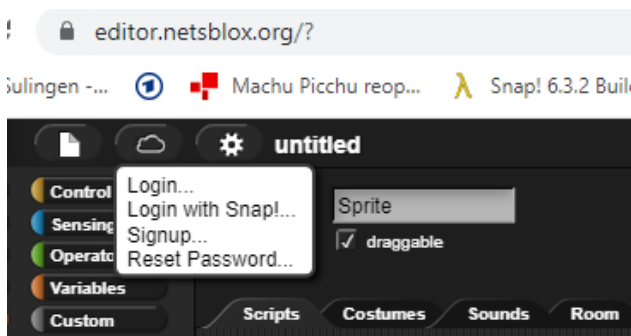 editor.netsblox.org/?
Sulingen -... Machu Picchu reop... Snap! 6.3.2 Buil
untitled
Login...
Login with Snap!...
Signup...
Reset Password...
Control
Sensing
Operato
Variables
Custom
Sprite
draggable
Scripts Costumes Sounds Room